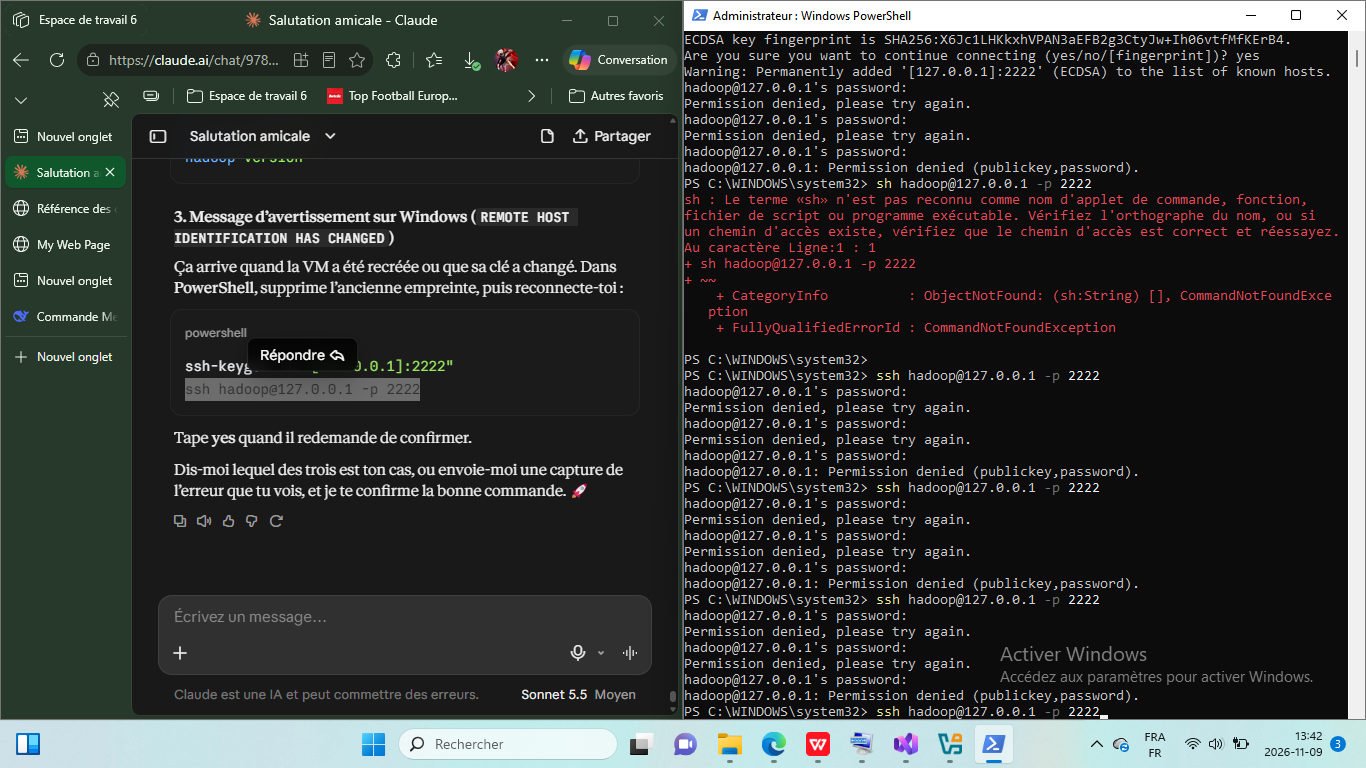 Espace de travail 6
Salutation amicale - Claude
https://claude.ai/chat/978...
Conversation
Espace de travail 6
Top Football Europ...
Autres favoris
Nouvel onglet
Salutation a
Référence des
My Web Page
Nouvel onglet
Commande Me
Nouvel onglet
Salutation amicale
Partager
hadoop version
3. Message d'avertissement sur Windows ( REMOTE HOST
IDENTIFICATION HAS CHANGED )
Ça arrive quand la VM a été recréée ou que sa clé a changé. Dans
PowerShell, supprime l'ancienne empreinte, puis reconnecte-toi :
powershell
Répondre
ssh-keyg 0.0.1]:2222"
ssh hadoop@127.0.0.1 -p 2222
Tape yes quand il redemande de confirmer.
Dis-moi lequel des trois est ton cas, ou envoie-moi une capture de
l'erreur que tu vois, et je te confirme la bonne commande. 🚀
Écrivez un message...
Claude est une IA et peut commettre des erreurs.
Sonnet 5.5 Moyen
Administrateur : Windows PowerShell
ECDSA key fingerprint is SHA256:X6Jc1LHKkxhVPAN3aEFB2g3CtyJw+Ih06vtfMfKErB4.
Are you sure you want to continue connecting (yes/no/[fingerprint])? yes
Warning: Permanently added '[127.0.0.1]:2222' (ECDSA) to the list of known hosts.
hadoop@127.0.0.1's password:
Permission denied, please try again.
hadoop@127.0.0.1's password:
Permission denied, please try again.
hadoop@127.0.0.1's password:
hadoop@127.0.0.1: Permission denied (publickey,password).
PS C:\WINDOWS\system32> sh hadoop@127.0.0.1 -p 2222
sh : Le terme «sh» n'est pas reconnu comme nom d'applet de commande, fonction,
fichier de script ou programme exécutable. Vérifiez l'orthographe du nom, ou si
un chemin d'accès existe, vérifiez que le chemin d'accès est correct et réessayez.
Au caractère Ligne:1 : 1
+ sh hadoop@127.0.0.1 -p 2222
+ ~~
+ CategoryInfo : ObjectNotFound: (sh:String) [], CommandNotFoundExce
ption
+ FullyQualifiedErrorId : CommandNotFoundException
PS C:\WINDOWS\system32>
PS C:\WINDOWS\system32> ssh hadoop@127.0.0.1 -p 2222
hadoop@127.0.0.1's password:
Permission denied, please try again.
hadoop@127.0.0.1's password:
Permission denied, please try again.
hadoop@127.0.0.1's password:
hadoop@127.0.0.1: Permission denied (publickey,password).
PS C:\WINDOWS\system32> ssh hadoop@127.0.0.1 -p 2222
hadoop@127.0.0.1's password:
Permission denied, please try again.
hadoop@127.0.0.1's password:
Permission denied, please try again.
hadoop@127.0.0.1's password:
hadoop@127.0.0.1: Permission denied (publickey,password).
PS C:\WINDOWS\system32> ssh hadoop@127.0.0.1 -p 2222
hadoop@127.0.0.1's password:
Permission denied, please try again.
hadoop@127.0.0.1's password:
Permission denied, please try again.
hadoop@127.0.0.1's password:
hadoop@127.0.0.1: Permission denied (publickey,password).
PS C:\WINDOWS\system32> ssh hadoop@127.0.0.1 -p 2222
Activer Windows
Accédez aux paramètres pour activer Windows.
Rechercher
FRA
FR
13:42
2026-11-09
3